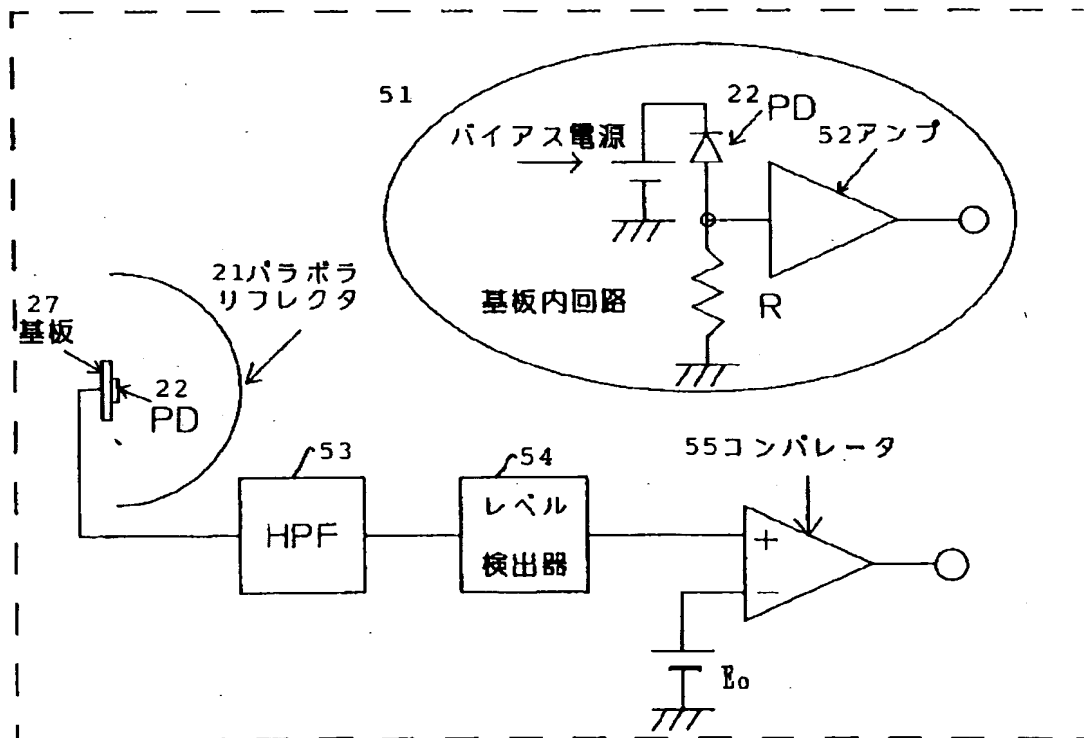 51
22
PD
バイアス電源
52アンプ
基板内回路
R
21パラボラ
リフレクタ
27
基板
22
PD
53
HPF
54
レベル
検出器
55コンパレータ
+
−
Eo